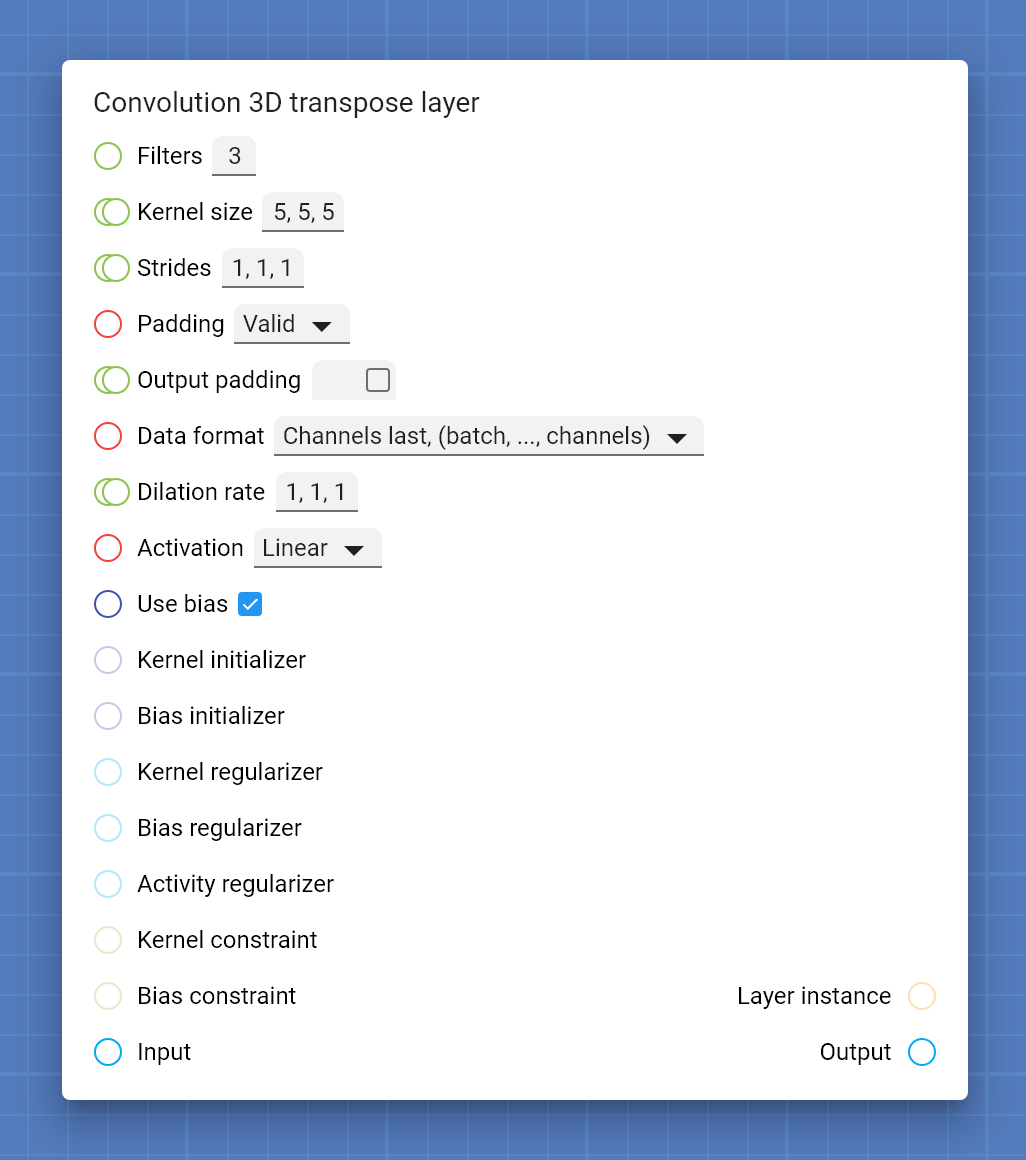 Convolution 3D transpose layer
Filters 3
Kernel size 5, 5, 5
Strides 1, 1, 1
Padding Valid
Output padding
Data format Channels last, (batch, ..., channels)
Dilation rate 1, 1, 1
Activation Linear
Use bias
Kernel initializer
Bias initializer
Kernel regularizer
Bias regularizer
Activity regularizer
Kernel constraint
Bias constraint Layer instance
Input Output